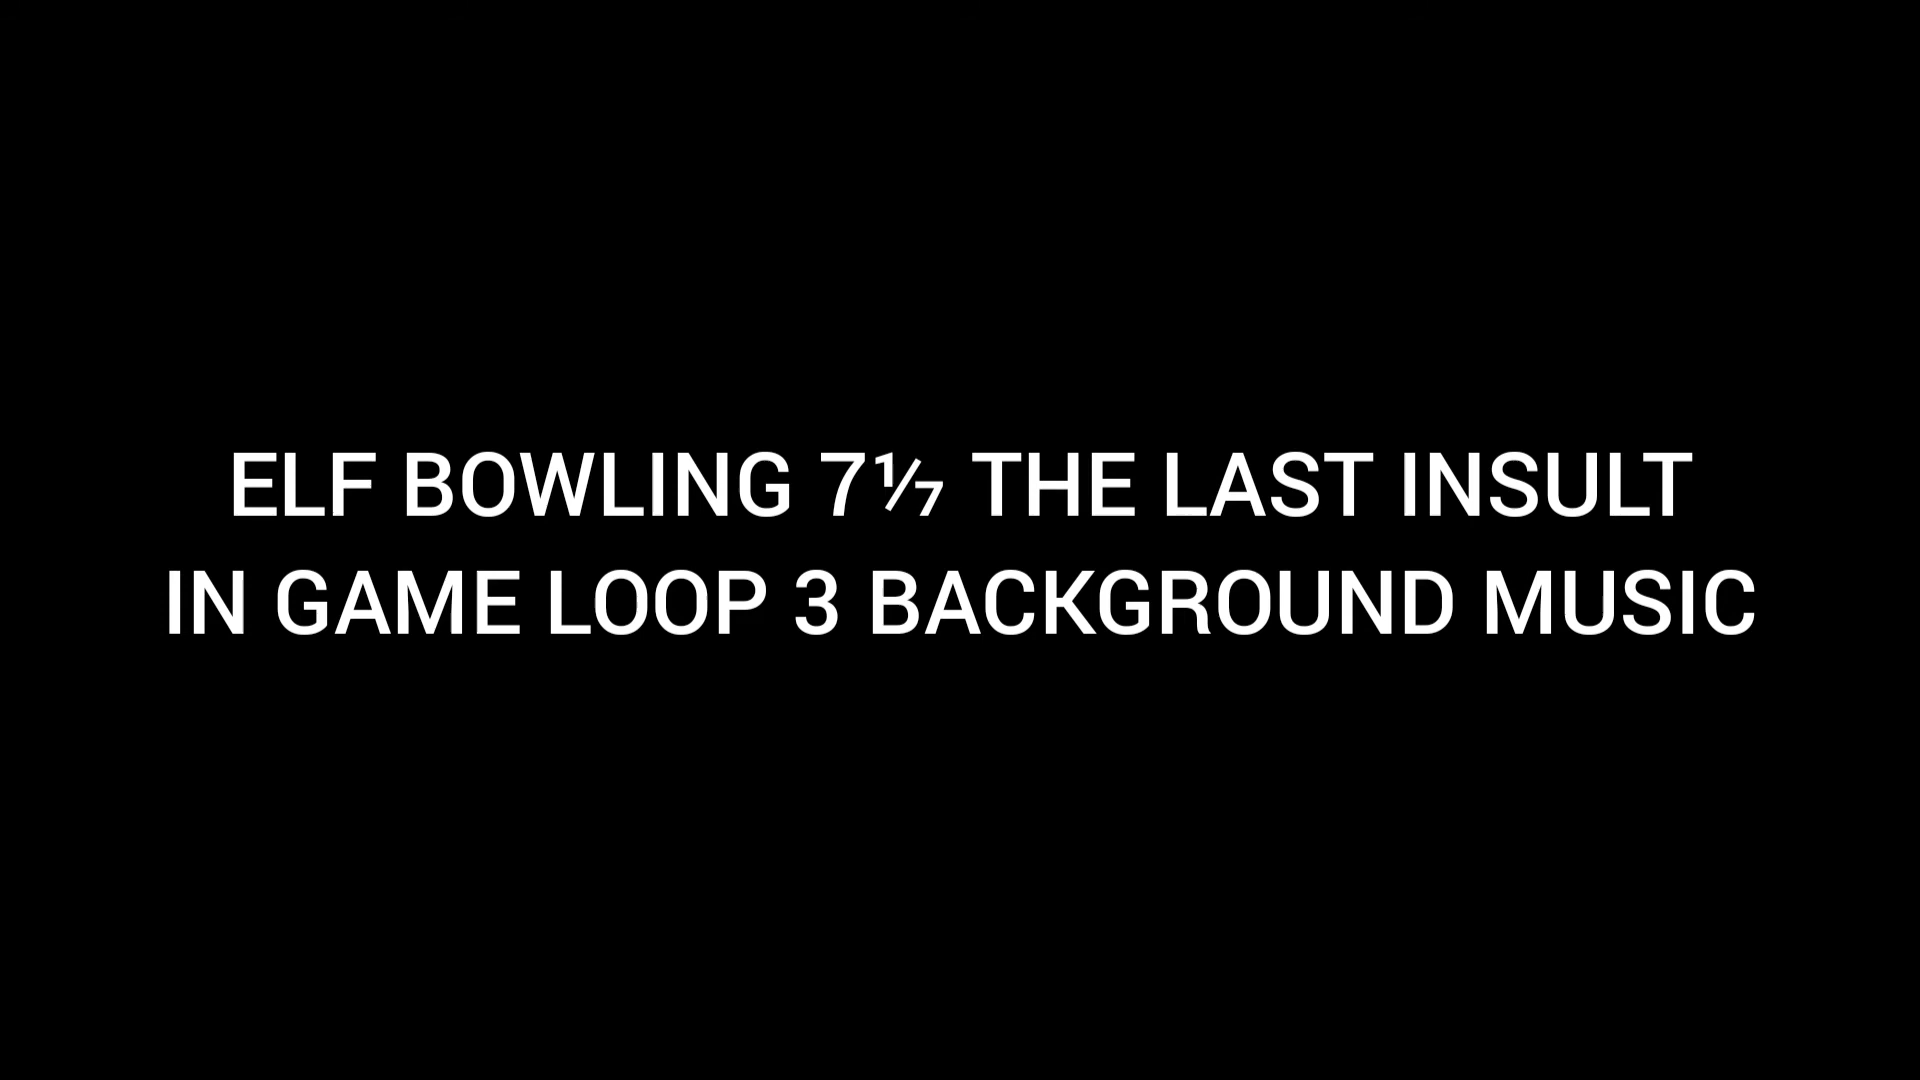 ELF BOWLING 7⅐ THE LAST INSULT
IN GAME LOOP 3 BACKGROUND MUSIC